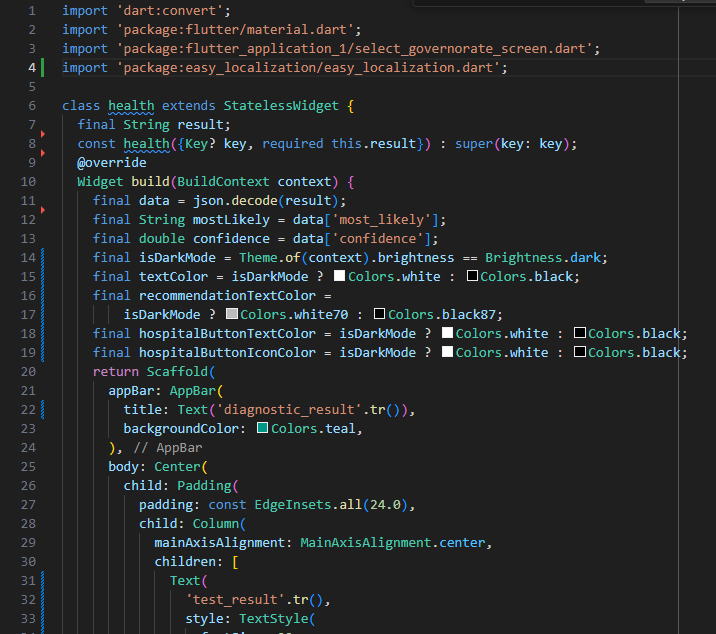 1 import 'dart:convert';
2 import 'package:flutter/material.dart';
3 import 'package:flutter_application_1/select_governorate_screen.dart';
4 import 'package:easy_localization/easy_localization.dart';
5
6 class health extends StatelessWidget {
7   final String result;
8   const health({Key? key, required this.result}) : super(key: key);
9   @override
10   Widget build(BuildContext context) {
11     final data = json.decode(result);
12     final String mostLikely = data['most_likely'];
13     final double confidence = data['confidence'];
14     final isDarkMode = Theme.of(context).brightness == Brightness.dark;
15     final textColor = isDarkMode ? Colors.white : Colors.black;
16     final recommendationTextColor =
17         isDarkMode ? Colors.white70 : Colors.black87;
18     final hospitalButtonTextColor = isDarkMode ? Colors.white : Colors.black;
19     final hospitalButtonIconColor = isDarkMode ? Colors.white : Colors.black;
20     return Scaffold(
21       appBar: AppBar(
22         title: Text('diagnostic_result'.tr()),
23         backgroundColor: Colors.teal,
24       ), // AppBar
25       body: Center(
26         child: Padding(
27           padding: const EdgeInsets.all(24.0),
28           child: Column(
29             mainAxisAlignment: MainAxisAlignment.center,
30             children: [
31               Text(
32                 'test_result'.tr(),
33                 style: TextStyle(